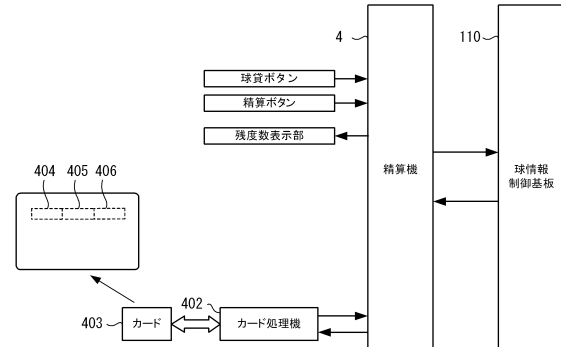 4
110
球貸ボタン
精算ボタン
残度数表示部
精算機
球情報
制御基板
404 405 406
402
403
カード
カード処理機